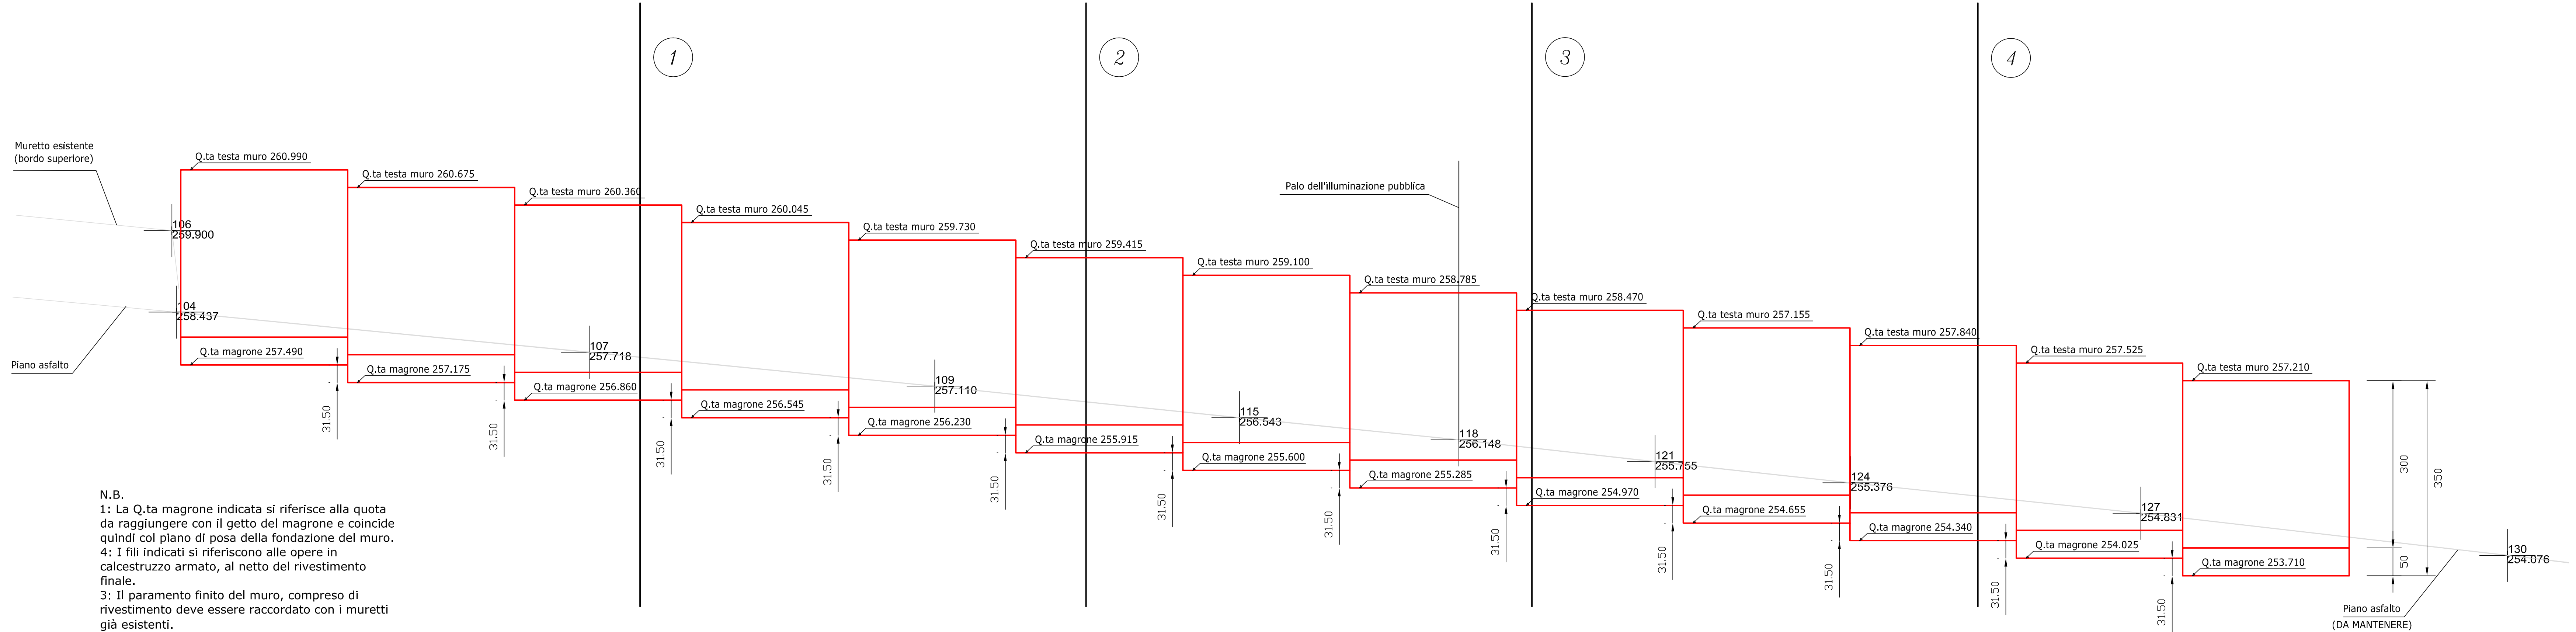 1
2
3
4
Muretto esistente
(bordo superiore)
Q.ta testa muro 260.990
Q.ta testa muro 260.675
Q.ta testa muro 260.360
Q.ta testa muro 260.045
Q.ta testa muro 259.730
Q.ta testa muro 259.415
Q.ta testa muro 259.100
Q.ta testa muro 258.785
Q.ta testa muro 258.470
Q.ta testa muro 257.155
Q.ta testa muro 257.840
Q.ta testa muro 257.525
Q.ta testa muro 257.210
Palo dell'illuminazione pubblica
106
259.900
104
258.437
107
257.718
109
257.110
115
256.543
118
256.148
121
255.755
124
255.376
127
254.831
130
254.076
Piano asfalto
Q.ta magrone 257.490
Q.ta magrone 257.175
Q.ta magrone 256.860
Q.ta magrone 256.545
Q.ta magrone 256.230
Q.ta magrone 255.915
Q.ta magrone 255.600
Q.ta magrone 255.285
Q.ta magrone 254.970
Q.ta magrone 254.655
Q.ta magrone 254.340
Q.ta magrone 254.025
Q.ta magrone 253.710
31.50
31.50
31.50
31.50
31.50
31.50
31.50
31.50
31.50
31.50
31.50
31.50
300
350
50
Piano asfalto
(DA MANTENERE)
N.B.
1: La Q.ta magrone indicata si riferisce alla quota
da raggiungere con il getto del magrone e coincide
quindi col piano di posa della fondazione del muro.
4: I fili indicati si riferiscono alle opere in
calcestruzzo armato, al netto del rivestimento
finale.
3: Il paramento finito del muro, compreso di
rivestimento deve essere raccordato con i muretti
già esistenti.